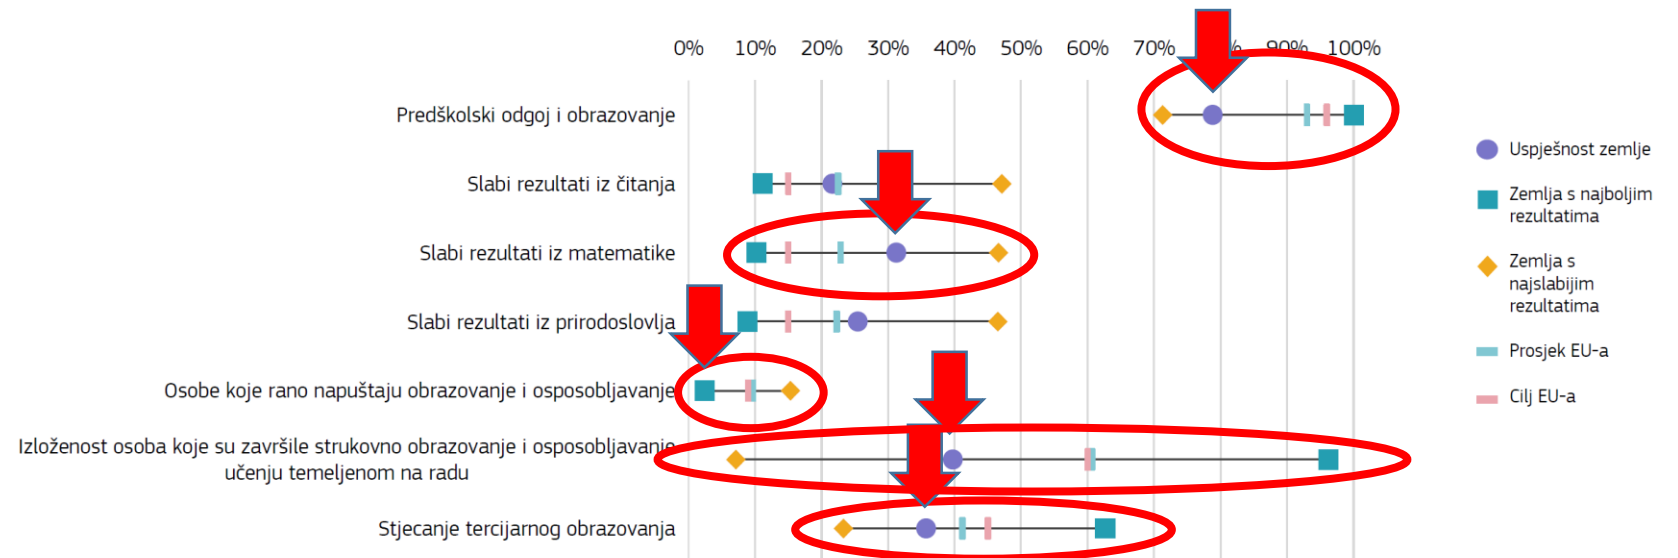 0% 10% 20% 30% 40% 50% 60% 70% 90% 100%
Predškolski odgoj i obrazovanje
Slabi rezultati iz čitanja
Slabi rezultati iz matematike
Slabi rezultati iz prirodoslovlja
Osobe koje rano napuštaju obrazovanje i osposobljavanje
Izloženost osoba koje su završile strukovno obrazovanje i osposobljavanje
učenju temeljenom na radu
Stjecanje tercijarnog obrazovanja
Uspješnost zemlje
Zemlja s najboljim
rezultatima
Zemlja s
najslabijim
rezultatima
Prosjek EU-a
Cilj EU-a